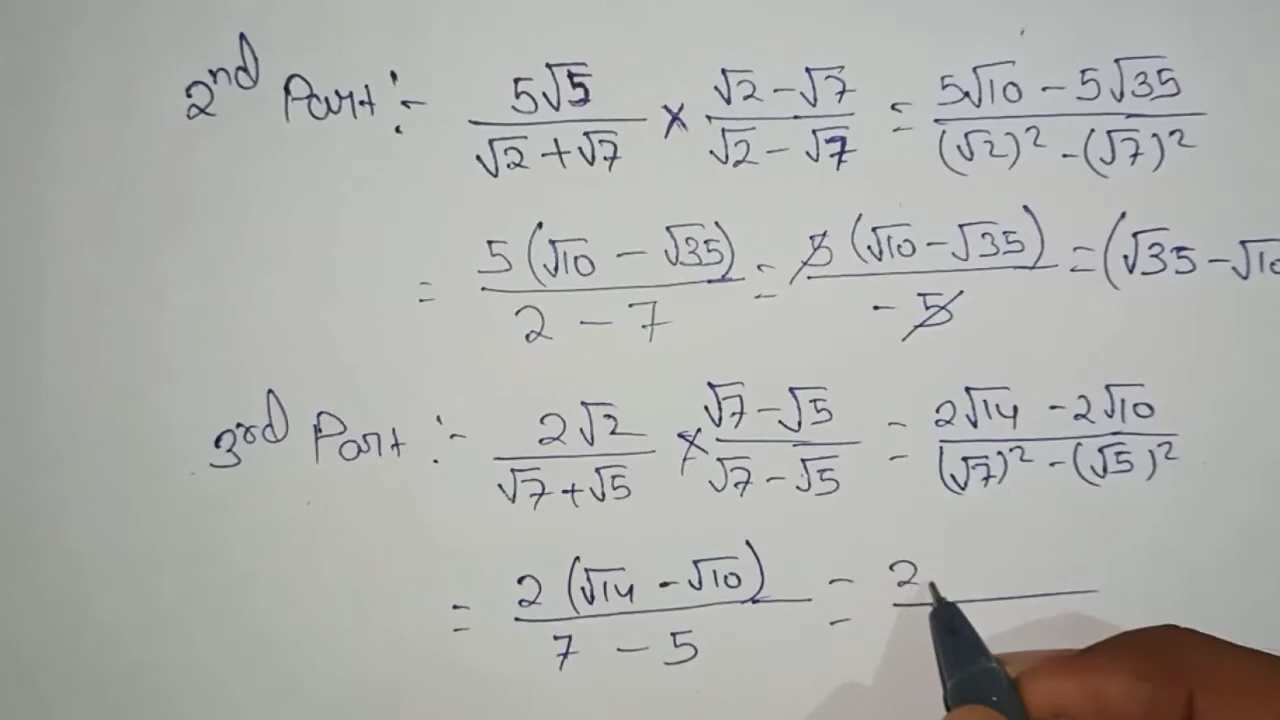 2nd Part :- 5√5 / (√2 + √7) × (√2 - √7) / (√2 - √7) = (5√10 - 5√35) / ((√2)² - (√7)²)
= 5(√10 - √35) / (2 - 7) = 5(√10 - √35) / -5 = (√35 - √10
3rd Part :- 2√2 / (√7 + √5) × (√7 - √5) / (√7 - √5) = (2√14 - 2√10) / ((√7)² - (√5)²)
= 2(√14 - √10) / (7 - 5) = 2